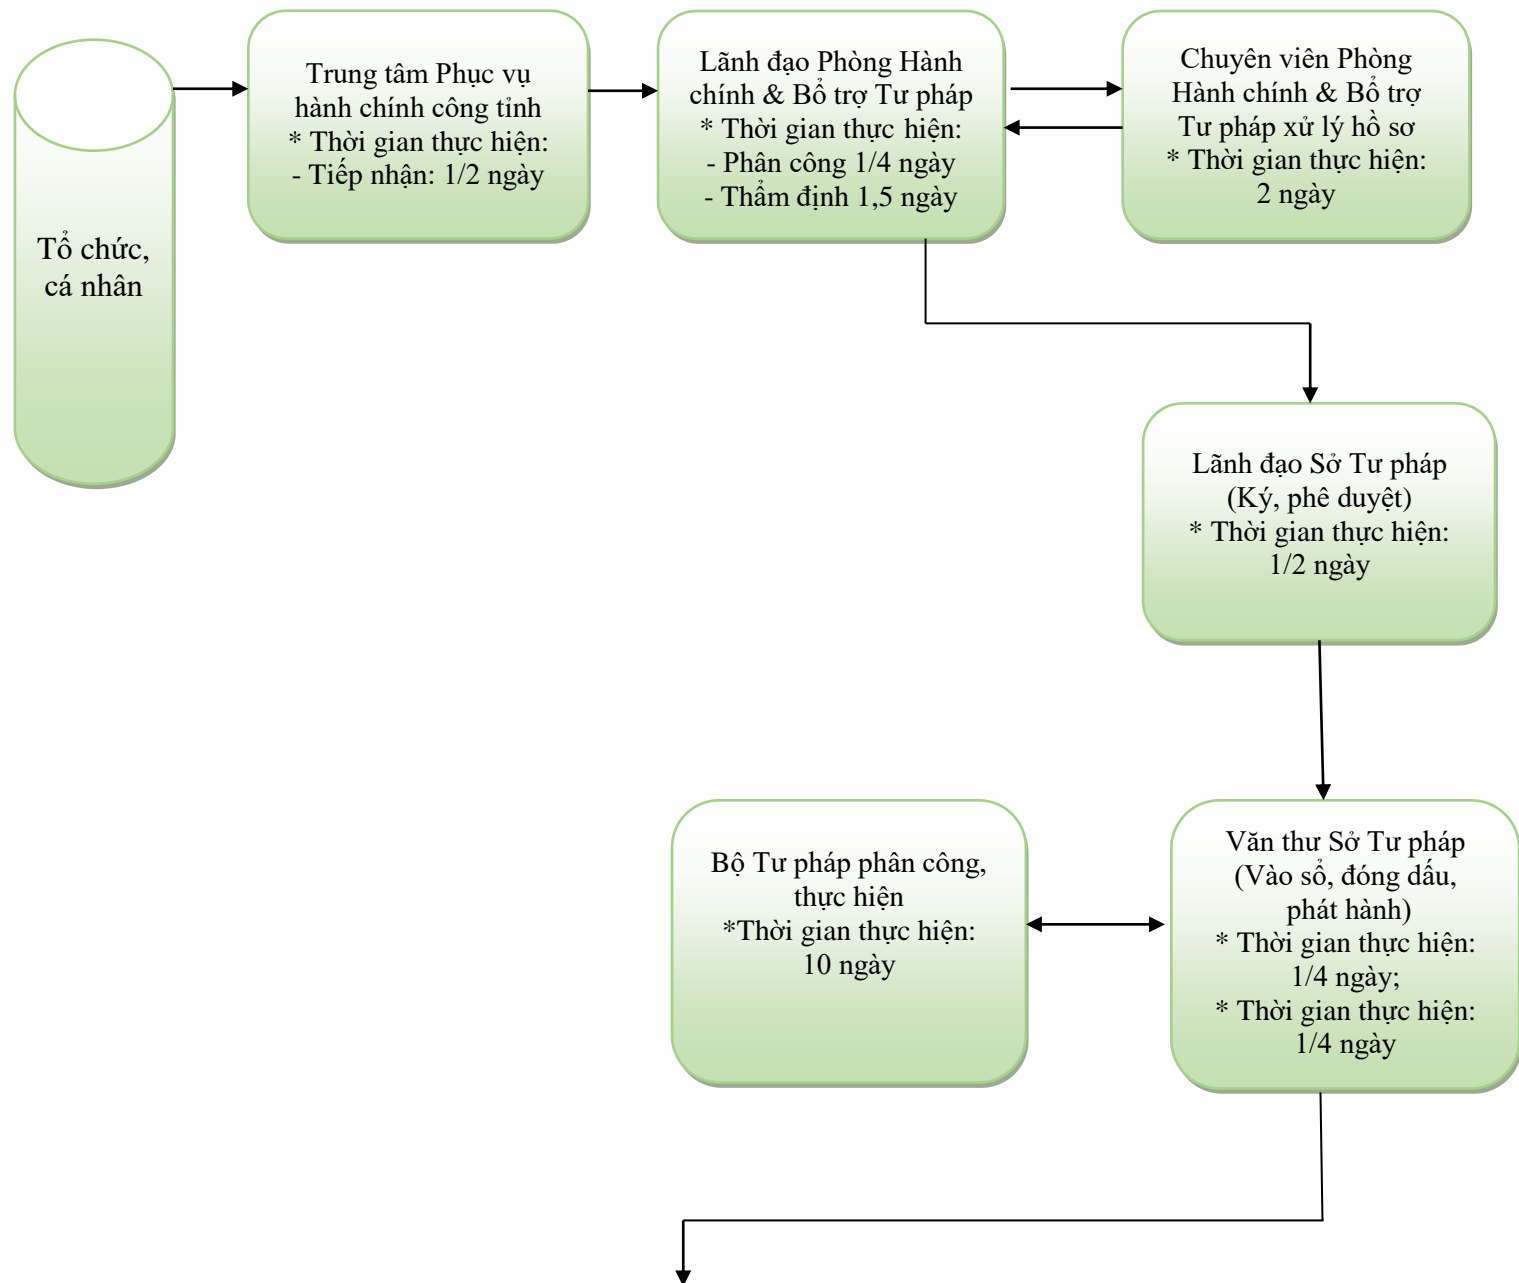 Tổ chức,
cá nhân
Trung tâm Phục vụ
hành chính công tỉnh
* Thời gian thực hiện:
- Tiếp nhận: 1/2 ngày
Lãnh đạo Phòng Hành
chính & Bổ trợ Tư pháp
* Thời gian thực hiện:
- Phân công 1/4 ngày
- Thẩm định 1,5 ngày
Chuyên viên Phòng
Hành chính & Bổ trợ
Tư pháp xử lý hồ sơ
* Thời gian thực hiện:
2 ngày
Lãnh đạo Sở Tư pháp
(Ký, phê duyệt)
* Thời gian thực hiện:
1/2 ngày
Bộ Tư pháp phân công,
thực hiện
*Thời gian thực hiện:
10 ngày
Văn thư Sở Tư pháp
(Vào sổ, đóng dấu,
phát hành)
* Thời gian thực hiện:
1/4 ngày;
* Thời gian thực hiện:
1/4 ngày